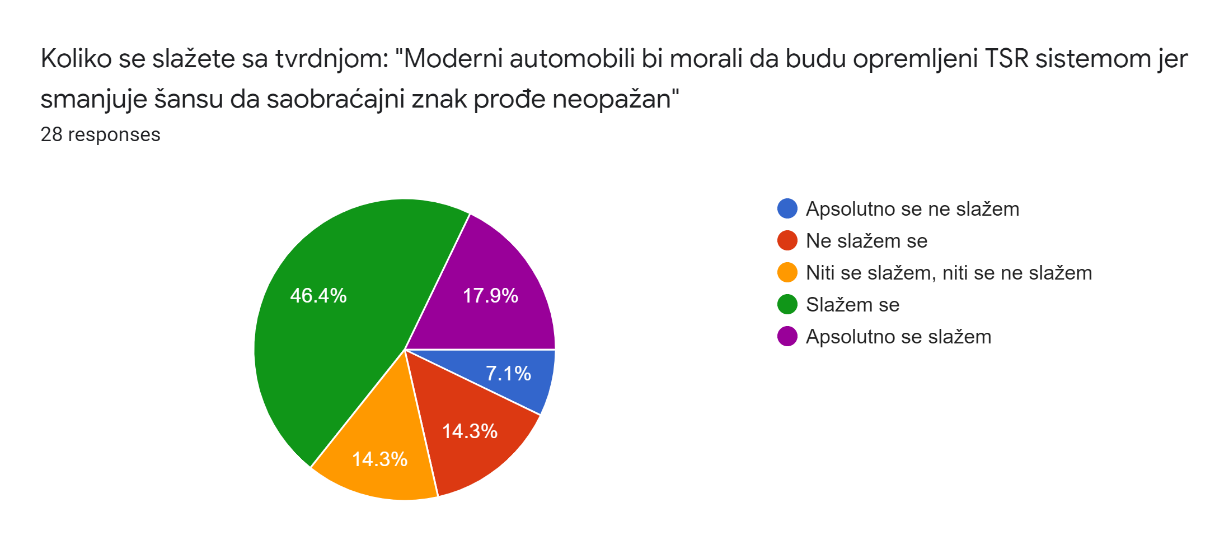 Koliko se slažete sa tvrdnjom: "Moderni automobili bi morali da budu opremljeni TSR sistemom jer
smanjuje šansu da saobraćajni znak prođe neopažan"
28 responses
Apsolutno se ne slažem
Ne slažem se
Niti se slažem, niti se ne slažem
Slažem se
Apsolutno se slažem
46.4%
17.9%
7.1%
14.3%
14.3%